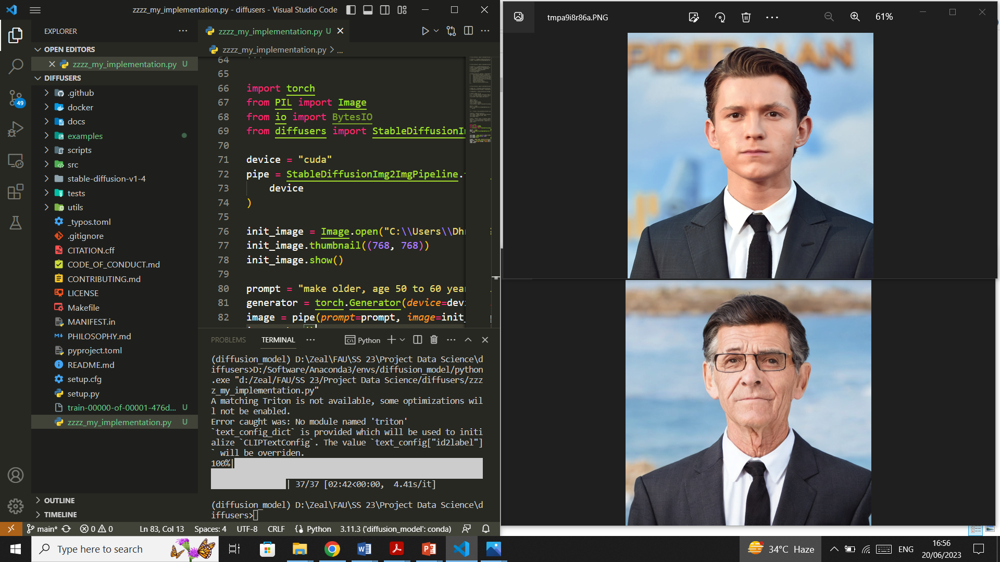 zzzz_my_implementation.py - diffusers - Visual Studio Code
EXPLORER
OPEN EDITORS
zzzz_my_implementation.py U
DIFFUSERS
.github
docker
docs
examples
scripts
src
stable-diffusion-v1-4
tests
utils
_typos.toml
.gitignore
CITATION.cff
CODE_OF_CONDUCT.md
CONTRIBUTING.md
LICENSE
Makefile
MANIFEST.in
PHILOSOPHY.md
pyproject.toml
README.md
setup.cfg
setup.py
train-00000-of-00001-476d... U
zzzz_my_implementation.py U
OUTLINE
TIMELINE
49
zzzz_my_implementation.py U
zzzz_my_implementation.py > ...
64
65
66 import torch
67 from PIL import Image
68 from io import BytesIO
69 from diffusers import StableDiffusionI
70
71 device = "cuda"
72 pipe = StableDiffusionImg2ImgPipeline.
73 device
74 )
75
76 init_image = Image.open("C:\\Users\\Dh
77 init_image.thumbnail((768, 768))
78 init_image.show()
79
80 prompt = "make older, age 50 to 60 yea
81 generator = torch.Generator(device=dev
82 image = pipe(prompt=prompt, image=init_
PROBLEMS TERMINAL ... Python
(diffusion_model) D:\Zeal\FAU\SS 23\Project Data Science\d
iffusers>D:/Software/Anaconda3/envs/diffusion_model/python
.exe "d:/Zeal/FAU/SS 23/Project Data Science/diffusers/zzz
z_my_implementation.py"
A matching Triton is not available, some optimizations wil
l not be enabled.
Error caught was: No module named 'triton'
`text_config_dict` is provided which will be used to initi
alize `CLIPTextConfig`. The value `text_config["id2label"]
` will be overriden.
100%|
| 37/37 [02:42<00:00, 4.41s/it]
(diffusion_model) D:\Zeal\FAU\SS 23\Project Data Science\d
iffusers>
main* 0 0 Ln 83, Col 13 Spaces: 4 UTF-8 CRLF Python 3.11.3 ('diffusion_model': conda)
tmpa9i8r86a.PNG 61%
PIDER-MAN
Type here to search
34°C Haze
ENG
16:56
20/06/2023